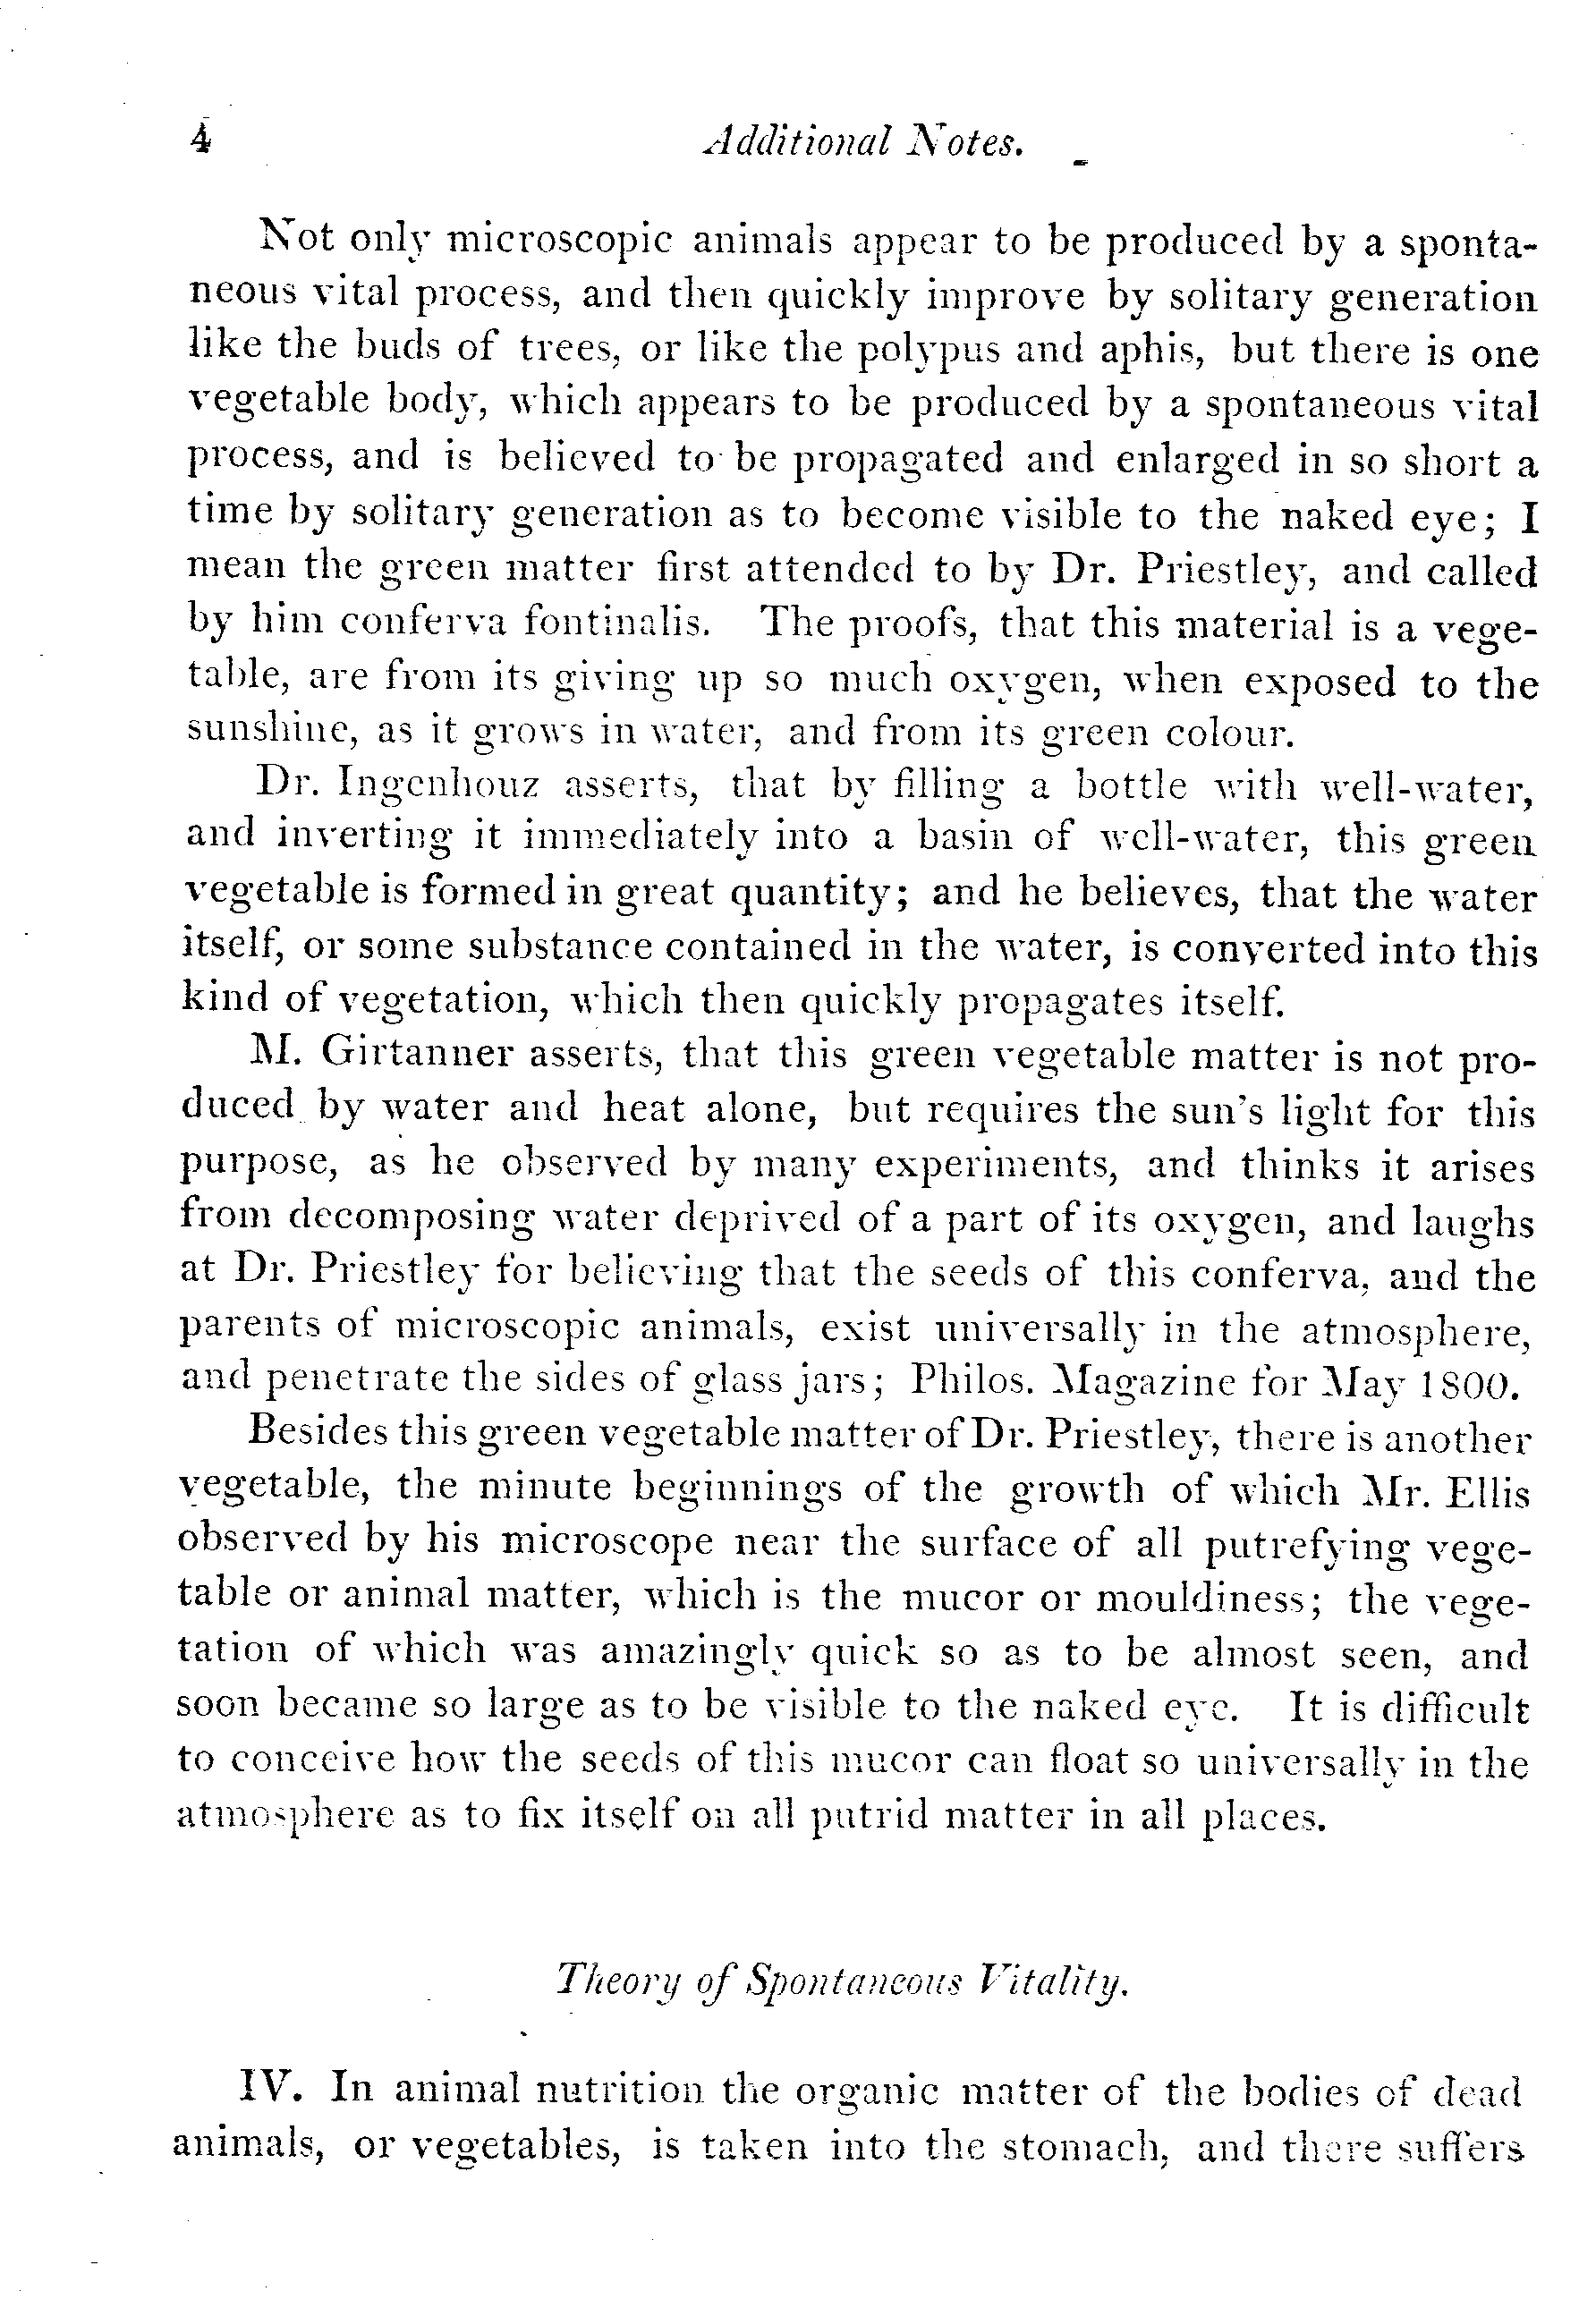 4 Additional Notes.
Not only microscopic animals appear to be produced by a sponta-
neous vital process, and then quickly improve by solitary generation
like the buds of trees, or like the polypus and aphis, but there is one
vegetable body, which appears to be produced by a spontaneous vital
process, and is believed to be propagated and enlarged in so short a
time by solitary generation as to become visible to the naked eye; I
mean the green matter first attended to by Dr. Priestley, and called
by him conferva fontinalis. The proofs, that this material is a vege-
table, are from its giving up so much oxygen, when exposed to the
sunshine, as it grows in water, and from its green colour.
Dr. Ingenhouz asserts, that by filling a bottle with well-water,
and inverting it immediately into a basin of well-water, this green
vegetable is formed in great quantity; and he believes, that the water
itself, or some substance contained in the water, is converted into this
kind of vegetation, which then quickly propagates itself.
M. Girtanner asserts, that this green vegetable matter is not pro-
duced by water and heat alone, but requires the sun's light for this
purpose, as he observed by many experiments, and thinks it arises
from decomposing water deprived of a part of its oxygen, and laughs
at Dr. Priestley for believing that the seeds of this conferva, and the
parents of microscopic animals, exist universally in the atmosphere,
and penetrate the sides of glass jars; Philos. Magazine for May 1800.
Besides this green vegetable matter of Dr. Priestley, there is another
vegetable, the minute beginnings of the growth of which Mr. Ellis
observed by his microscope near the surface of all putrefying vege-
table or animal matter, which is the mucor or mouldiness; the vege-
tation of which was amazingly quick so as to be almost seen, and
soon became so large as to be visible to the naked eye. It is difficult
to conceive how the seeds of this mucor can float so universally in the
atmosphere as to fix itself on all putrid matter in all places.
Theory of Spontaneous Vitality.
IV. In animal nutrition the organic matter of the bodies of dead
animals, or vegetables, is taken into the stomach, and there suffers